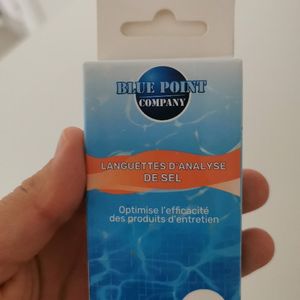 BLUE POINT
COMPANY
LANGUETTES D'ANALYSE
DE SEL
Optimise l'efficacité
des produits d'entretien